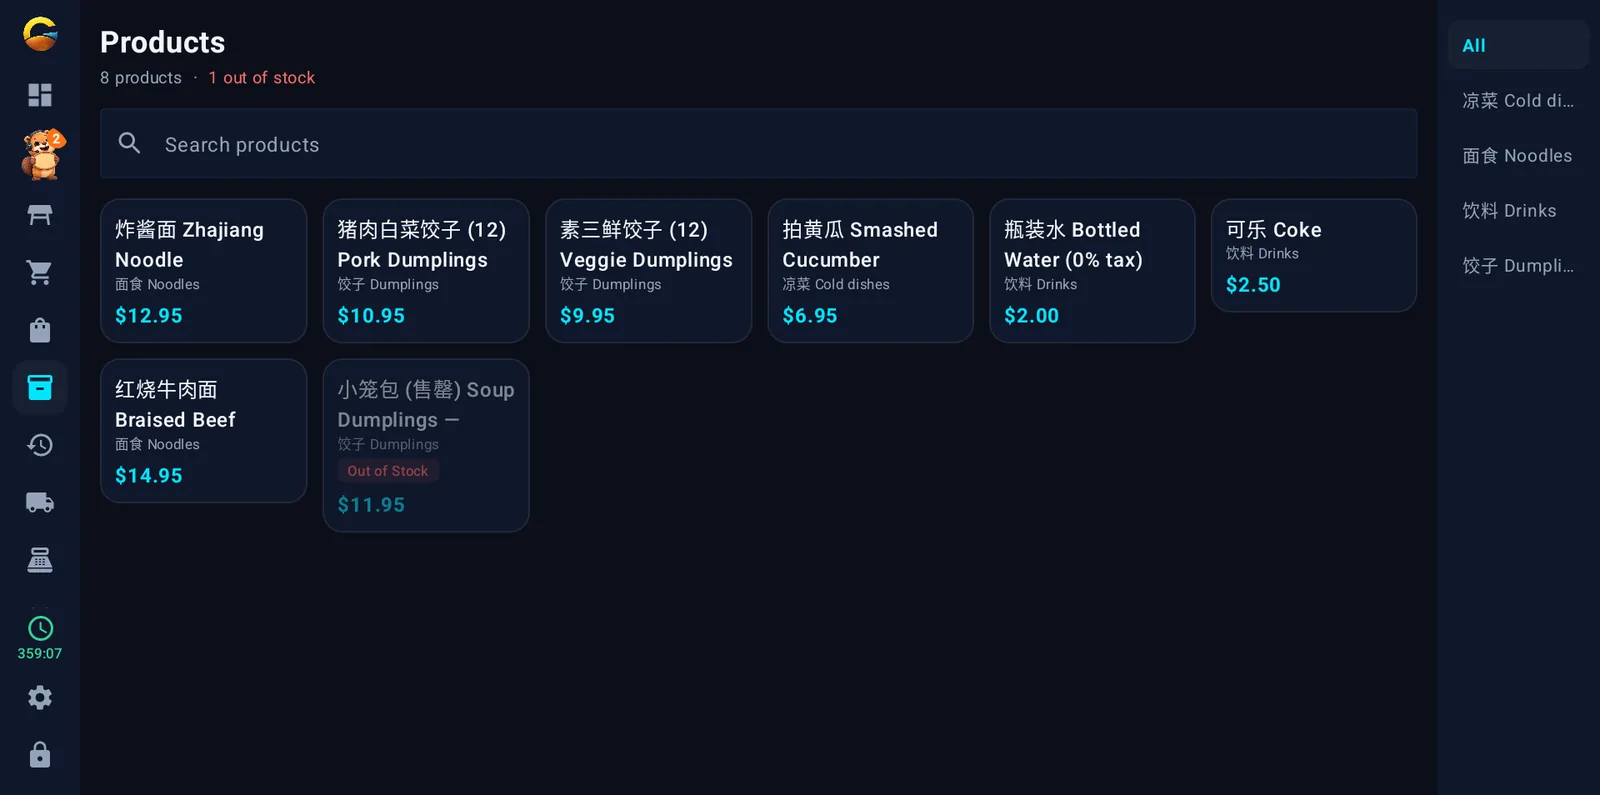 Products
8 products · 1 out of stock
2
Search products
炸酱面 Zhajiang
Noodle
面食 Noodles
$12.95
猪肉白菜饺子 (12)
Pork Dumplings
饺子 Dumplings
$10.95
素三鲜饺子 (12)
Veggie Dumplings
饺子 Dumplings
$9.95
拍黄瓜 Smashed
Cucumber
凉菜 Cold dishes
$6.95
瓶装水 Bottled
Water (0% tax)
饮料 Drinks
$2.00
可乐 Coke
饮料 Drinks
$2.50
红烧牛肉面
Braised Beef
面食 Noodles
$14.95
小笼包 (售罄) Soup
Dumplings —
饺子 Dumplings
Out of Stock
$11.95
359:07
All
凉菜 Cold di…
面食 Noodles
饮料 Drinks
饺子 Dumpli…